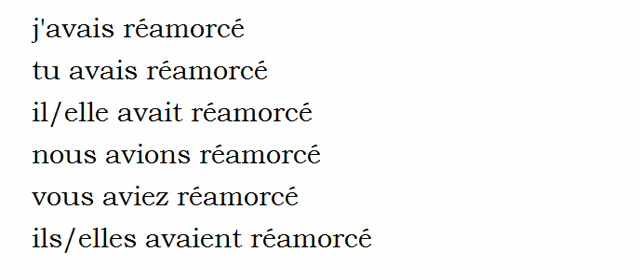 j'avais réamorcé
tu avais réamorcé
il/elle avait réamorcé
nous avions réamorcé
vous aviez réamorcé
ils/elles avaient réamorcé